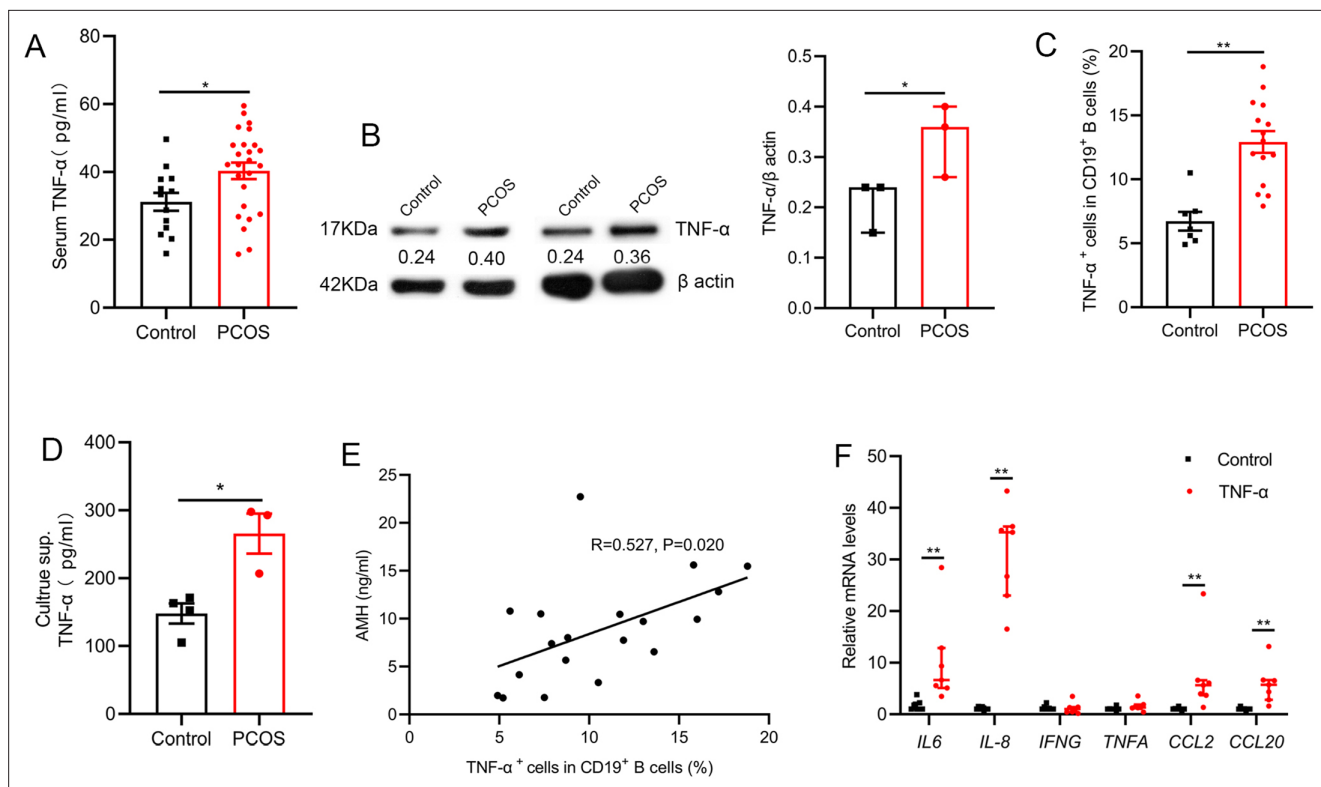 A
Serum TNF-α( pg/ml)
80
60
40
20
0
*
Control
PCOS
B
Control
PCOS
Control
PCOS
17KDa
TNF-α
0.24
0.40
0.24
0.36
42KDa
β actin
TNF-α/β actin
0.5
0.4
0.3
0.2
0.1
0.0
*
Control
PCOS
C
TNF-α + cells in CD19+ B cells (%)
20
15
10
5
0
**
Control
PCOS
D
Cultrue sup.
TNF-α( pg/ml)
400
300
200
100
0
*
Control
PCOS
E
AMH (ng/ml)
25
20
15
10
5
0
R=0.527, P=0.020
0
5
10
15
20
TNF-α + cells in CD19+ B cells (%)
F
Relative mRNA levels
50
40
30
20
10
0
Control
TNF-α
**
**
**
**
IL6
IL-8
IFNG
TNFA
CCL2
CCL20